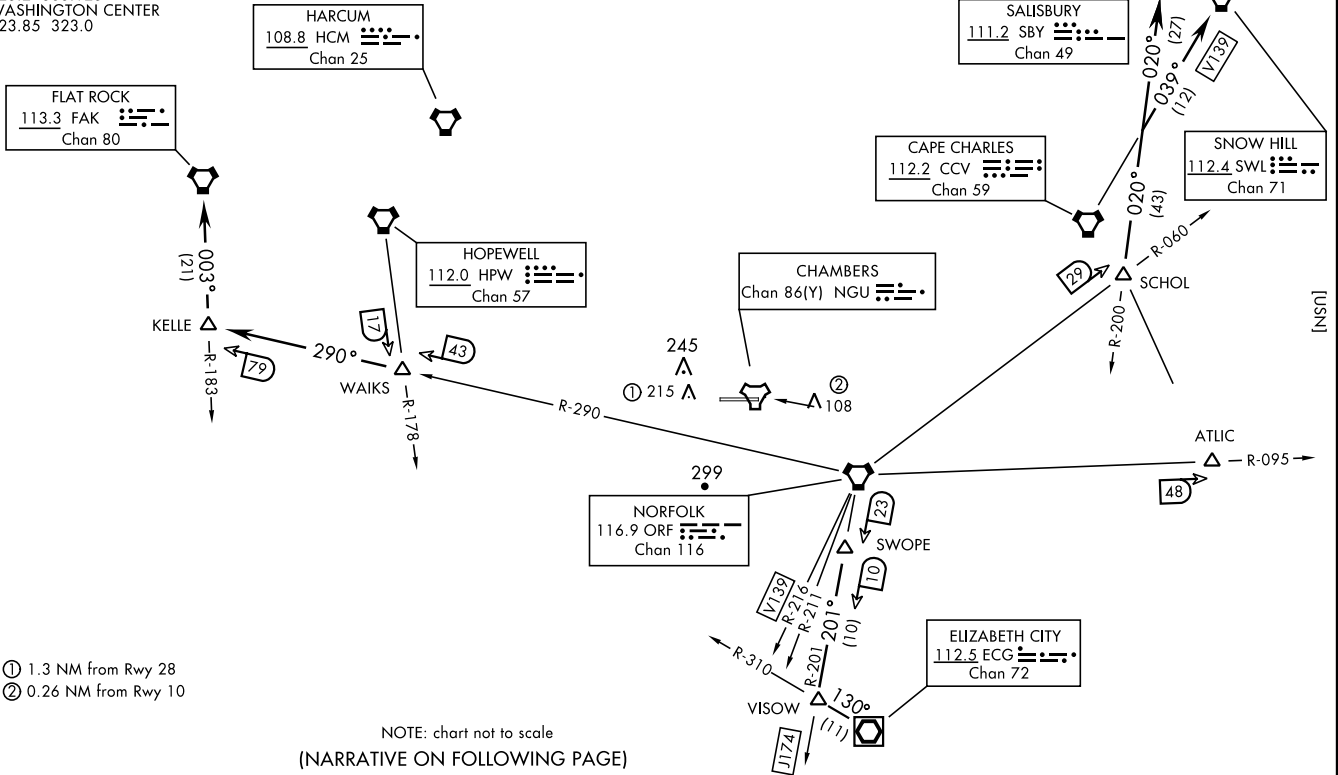 WASHINGTON CENTER
23.85 323.0
HARCUM
108.8 HCM
Chan 25
FLAT ROCK
113.3 FAK
Chan 80
SALISBURY
111.2 SBY
Chan 49
020°
(27)
V139
039°
(12)
CAPE CHARLES
112.2 CCV
Chan 59
SNOW HILL
112.4 SWL
Chan 71
020°
(43)
R-060
29
SCHOL
R-200
[USN]
HOPEWELL
112.0 HPW
Chan 57
CHAMBERS
Chan 86(Y) NGU
003°
(21)
KELLE
R-183
79
290°
17
43
WAIKS
R-178
R-290
245
① 215
②
108
ATLIC
R-095
48
299
NORFOLK
116.9 ORF
Chan 116
23
SWOPE
10
V139
R-216
R-211
201°
(10)
R-201
R-310
ELIZABETH CITY
112.5 ECG
Chan 72
VISOW
130°
(11)
J174
① 1.3 NM from Rwy 28
② 0.26 NM from Rwy 10
NOTE: chart not to scale
(NARRATIVE ON FOLLOWING PAGE)